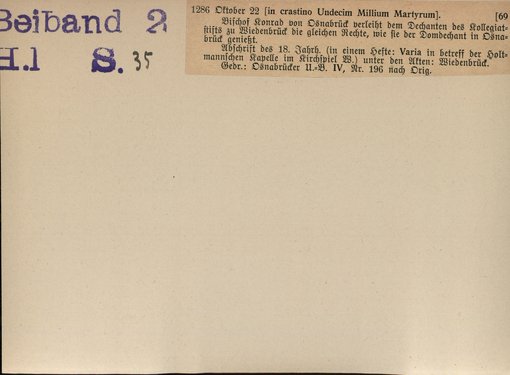 Beiband 2
H.1 S. 35
1286 Oktober 22 [in crastino Undecim Millium Martyrum]. [69
Bischof Konrad von Osnabrück verleiht dem Dechanten des Kollegiat-
stifts zu Wiedenbrück die gleichen Rechte, wie sie der Domdechant in Osna-
brück genießt.
Abschrift des 18. Jahrh. (in einem Hefte: Varia in betreff der Holt-
mannschen Kapelle im Kirchspiel W.) unter den Akten: Wiedenbrück.
Gedr.: Osnabrücker U.-B. IV, Nr. 196 nach Orig.